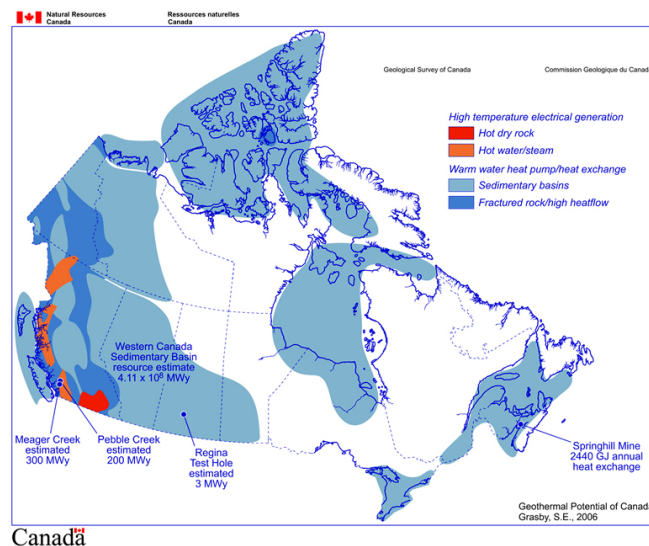 Natural Resources
Canada
Ressources naturelles
Canada
Geological Survey of Canada
Commission Geologique du Canada
High temperature electrical generation
Hot dry rock
Hot water/steam
Warm water heat pump/heat exchange
Sedimentary basins
Fractured rock/high heatflow
Western Canada
Sedimentary Basin
resource estimate
4.11 x 10⁸ MWy
Meager Creek
estimated
300 MWy
Pebble Creek
estimated
200 MWy
Regina
Test Hole
estimated
3 MWy
Springhill Mine
2440 GJ annual
heat exchange
Geothermal Potential of Canada
Grasby, S.E., 2006
Canada